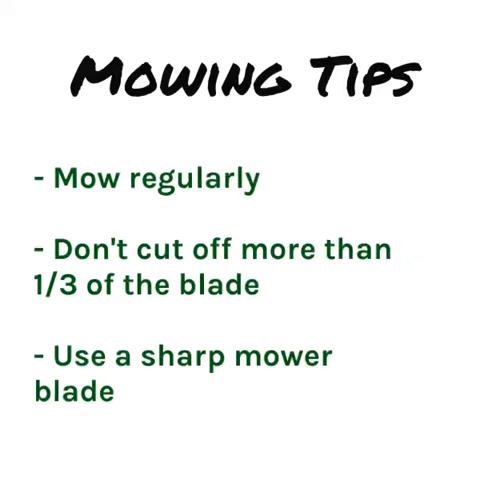 Mowing Tips
- Mow regularly
- Don't cut off more than
1/3 of the blade
- Use a sharp mower
blade